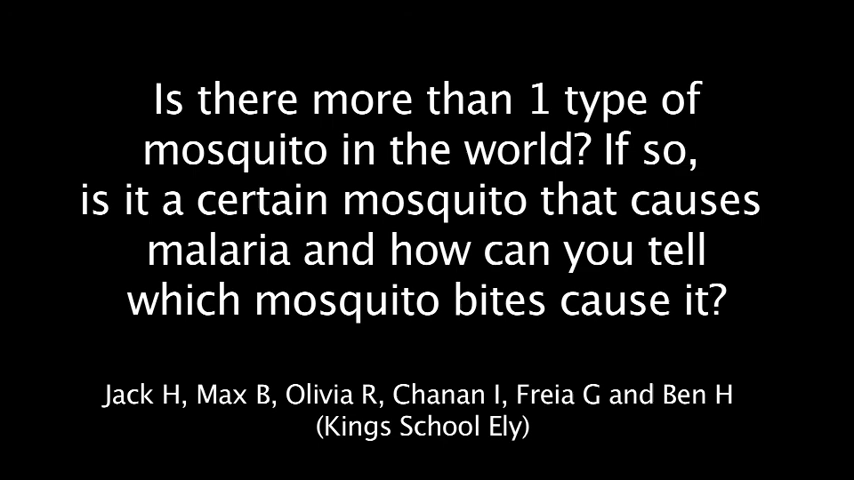 Is there more than 1 type of
mosquito in the world? If so,
is it a certain mosquito that causes
malaria and how can you tell
which mosquito bites cause it?
Jack H, Max B, Olivia R, Chanan I, Freia G and Ben H
(Kings School Ely)